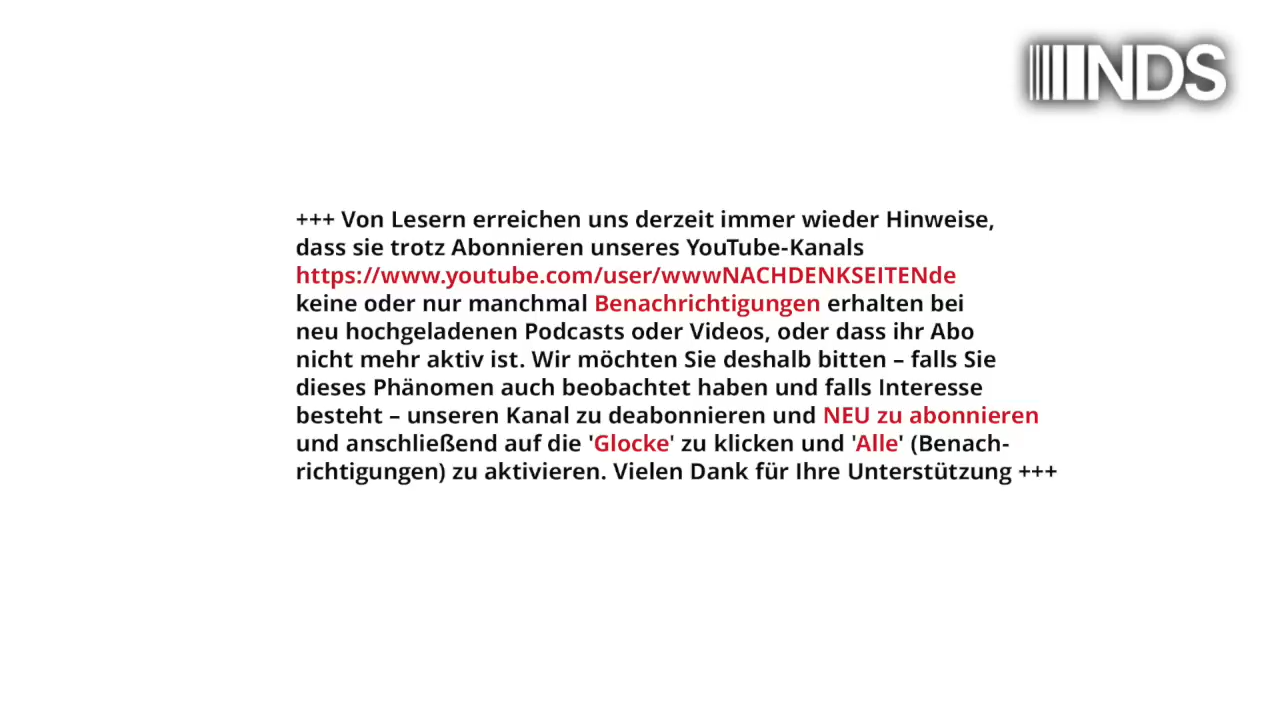 NDS
+++ Von Lesern erreichen uns derzeit immer wieder Hinweise,
dass sie trotz Abonnieren unseres YouTube-Kanals
https://www.youtube.com/user/wwwNACHDENKSEITENde
keine oder nur manchmal Benachrichtigungen erhalten bei
neu hochgeladenen Podcasts oder Videos, oder dass ihr Abo
nicht mehr aktiv ist. Wir möchten Sie deshalb bitten – falls Sie
dieses Phänomen auch beobachtet haben und falls Interesse
besteht – unseren Kanal zu deabonnieren und NEU zu abonnieren
und anschließend auf die 'Glocke' zu klicken und 'Alle' (Benach-
richtigungen) zu aktivieren. Vielen Dank für Ihre Unterstützung +++